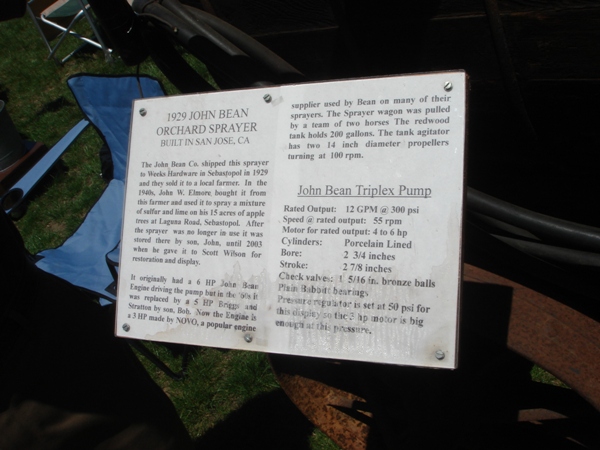 1929 JOHN BEAN
ORCHARD SPRAYER
BUILT IN SAN JOSE, CA
The John Bean Co. shipped this sprayer
to Weeks Hardware in Sebastopol in 1929
and they sold it to a local farmer. In the
1940s, John W. Elmore bought it from
this farmer and used it to spray a mixture
of sulfur and lime on his 15 acres of apple
trees at Laguna Road, Sebastopol. After
the sprayer was no longer in use it was
stored there by son, John, until 2003
when he gave it to Scott Wilson for
restoration and display.
It originally had a 6 HP John Bean
Engine driving the pump but in the '00s it
was replaced by a 5 HP Briggs and
Stratton by son, Bob. Now the Engine is
a 3 HP made by NOVO, a popular engine
supplier used by Bean on many of their
sprayers. The Sprayer wagon was pulled
by a team of two horses The redwood
tank holds 200 gallons. The tank agitator
has two 14 inch diameter propellers
turning at 100 rpm.
John Bean Triplex Pump
Rated Output: 12 GPM @ 300 psi
Speed @ rated output: 55 rpm
Motor for rated output: 4 to 6 hp
Cylinders: Porcelain Lined
Bore: 2 3/4 inches
Stroke: 2 7/8 inches
Check valves: 1 5/16 in. bronze balls
Plain Babbitt bearings
Pressure regulator is set at 50 psi for
this display so the 3 hp motor is big
enough at this pressure.